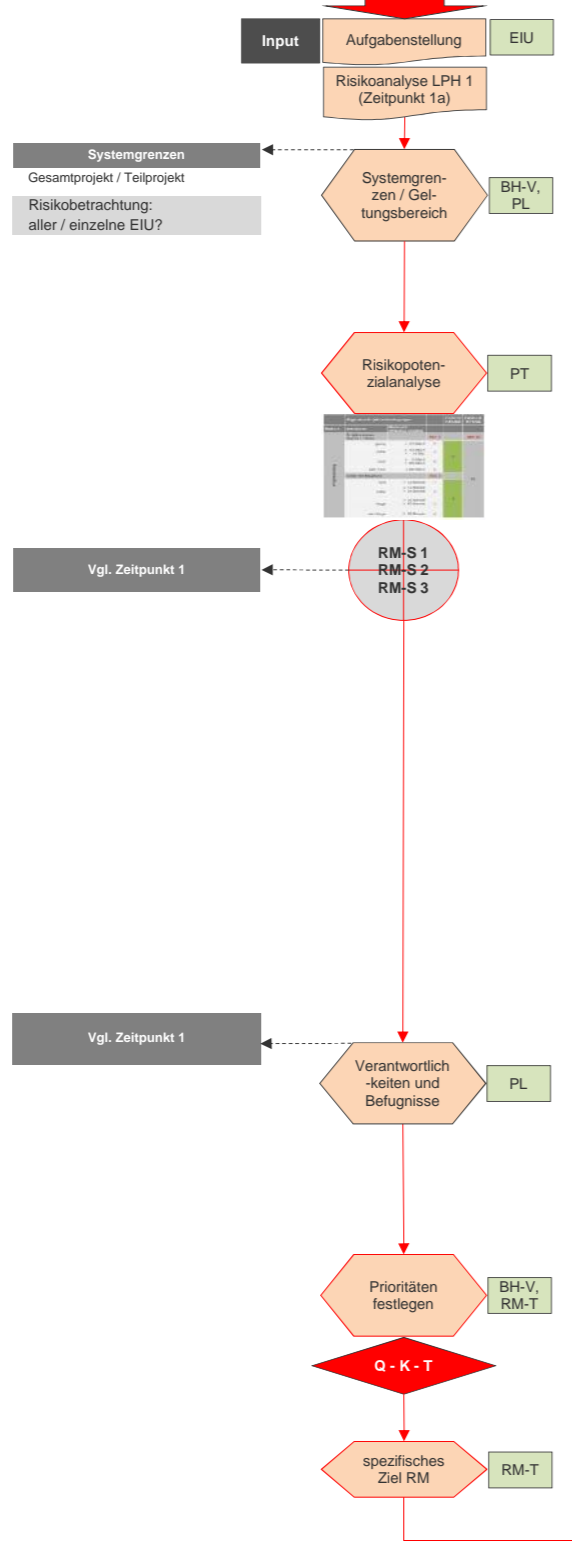 Input
Aufgabenstellung
EIU
Risikoanalyse LPH 1
(Zeitpunkt 1a)
Systemgrenzen
Gesamtprojekt / Teilprojekt
Risikobetrachtung:
aller / einzelne EIU?
Systemgren-
zen / Gel-
tungsbereich
BH-V,
PL
Risikopoten-
zialanalyse
PT
Vgl. Zeitpunkt 1
RM-S 1
RM-S 2
RM-S 3
Vgl. Zeitpunkt 1
Verantwortlich
-keiten und
Befugnisse
PL
Prioritäten
festlegen
BH-V,
RM-T
Q - K - T
spezifisches
Ziel RM
RM-T